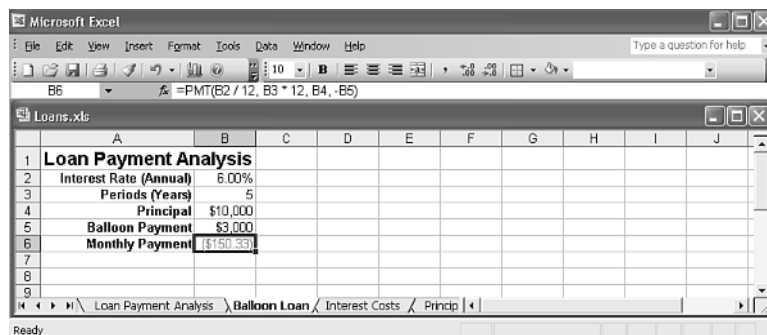 Microsoft Excel
File Edit View Insert Format Tools Data Window Help Type a question for help
10 B
B6 fx =PMT(B2 / 12, B3 * 12, B4, -B5)
Loans.xls
A B C D E F G H I J
1 Loan Payment Analysis
2 Interest Rate (Annual) 6.00%
3 Periods (Years) 5
4 Principal $10,000
5 Balloon Payment $3,000
6 Monthly Payment ($150.33)
7
8
9
Loan Payment Analysis Balloon Loan Interest Costs Princip
Ready